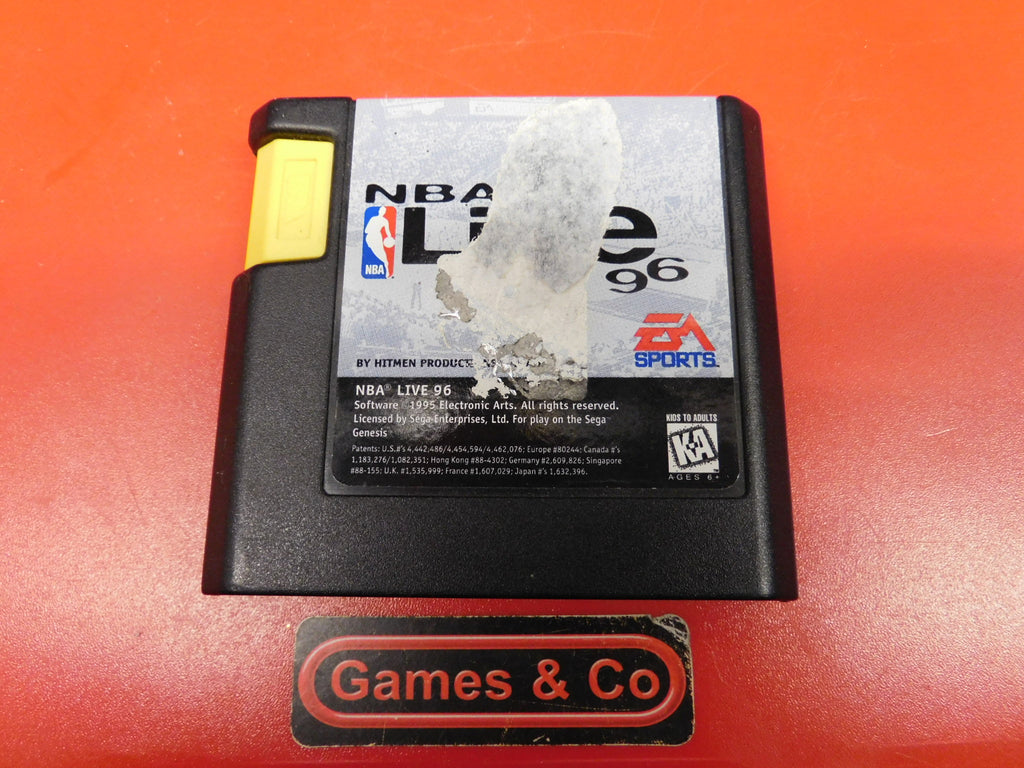 NBA
Live
96
NBA
EA
SPORTS
BY HITMEN PRODUCT
NBA® LIVE 96
Software ©1995 Electronic Arts. All rights reserved.
Licensed by Sega Enterprises, Ltd. For play on the Sega
Genesis
Patents: U.S.#'s 4,442,486/4,454,594/4,462,076; Europe #80244; Canada #'s
1,183,276/1,082,351; Hong Kong #88-4302; Germany #2,609,826; Singapore
#88-155; U.K. #1,535,999; France #1,607,029; Japan #'s 1,632,396.
KIDS TO ADULTS
KA
AGES 6+
Games & Co